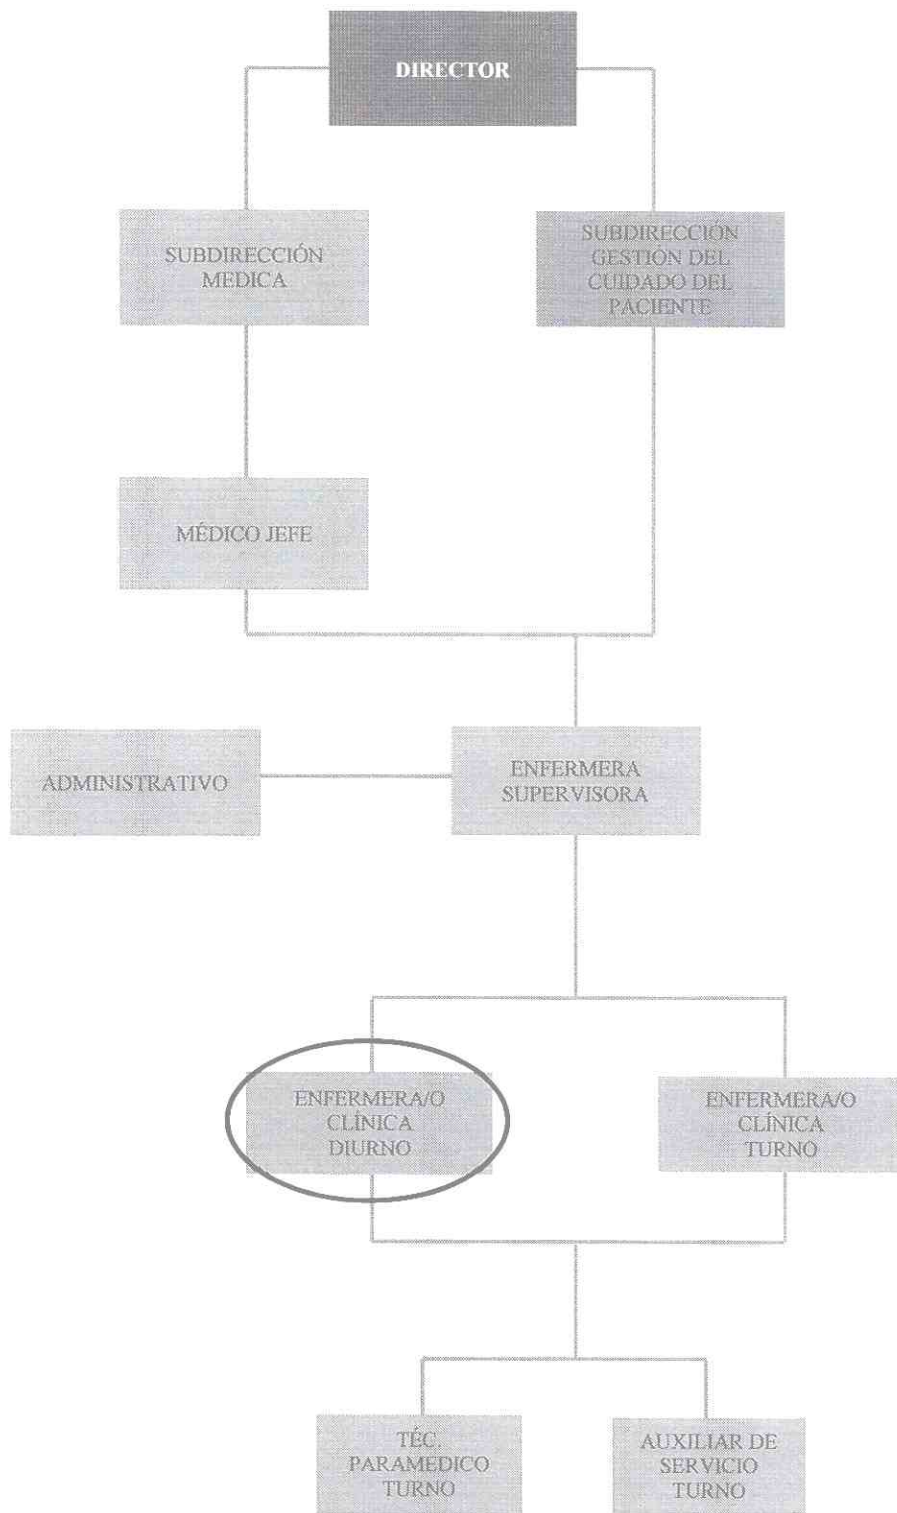 DIRECTOR
SUBDIRECCIÓN
MEDICA
SUBDIRECCIÓN
GESTIÓN DEL
CUIDADO DEL
PACIENTE
MÉDICO JEFE
ADMINISTRATIVO
ENFERMERA
SUPERVISORA
ENFERMERA/O
CLÍNICA
DIURNO
ENFERMERA/O
CLÍNICA
TURNO
TÉC.
PARAMEDICO
TURNO
AUXILIAR DE
SERVICIO
TURNO